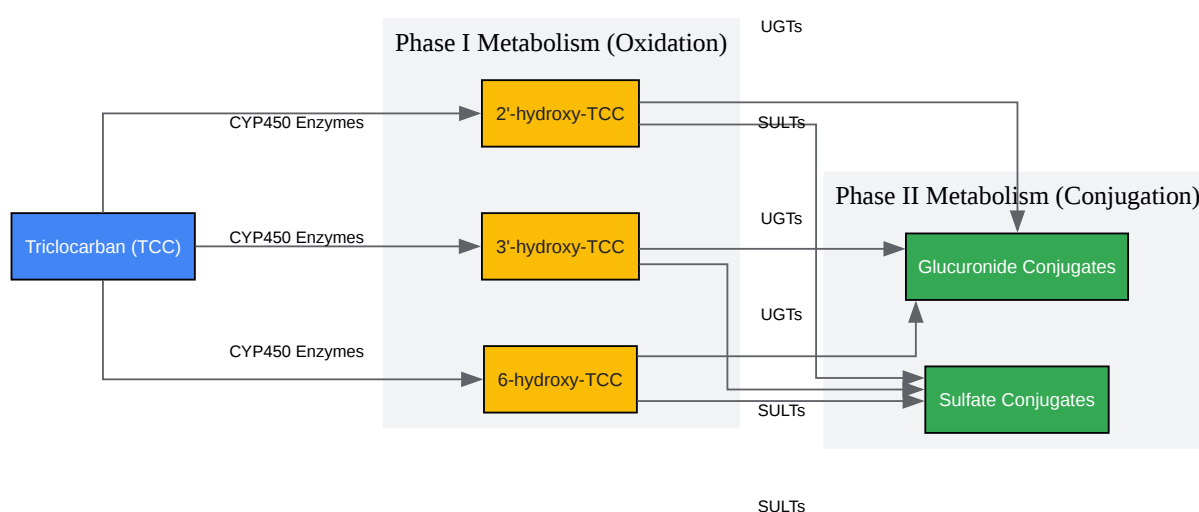 UGTs
Phase I Metabolism (Oxidation)
2'-hydroxy-TCC
CYP450 Enzymes
SULTs
Phase II Metabolism (Conjugation)
UGTs
CYP450 Enzymes
Triclocarban (TCC)
3'-hydroxy-TCC
Glucuronide Conjugates
UGTs
CYP450 Enzymes
6-hydroxy-TCC
Sulfate Conjugates
SULTs
SULTs